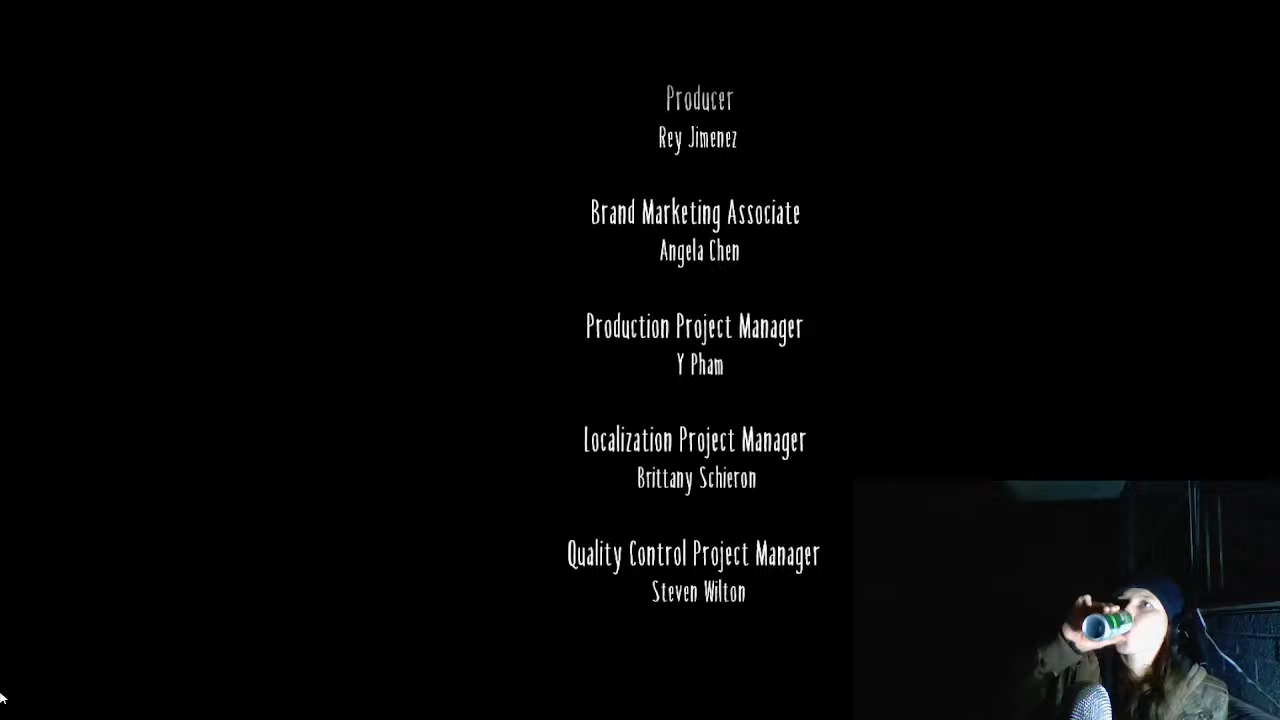 Producer
Rey Jimenez
Brand Marketing Associate
Angela Chen
Production Project Manager
Y Pham
Localization Project Manager
Brittany Schieron
Quality Control Project Manager
Steven Wilton